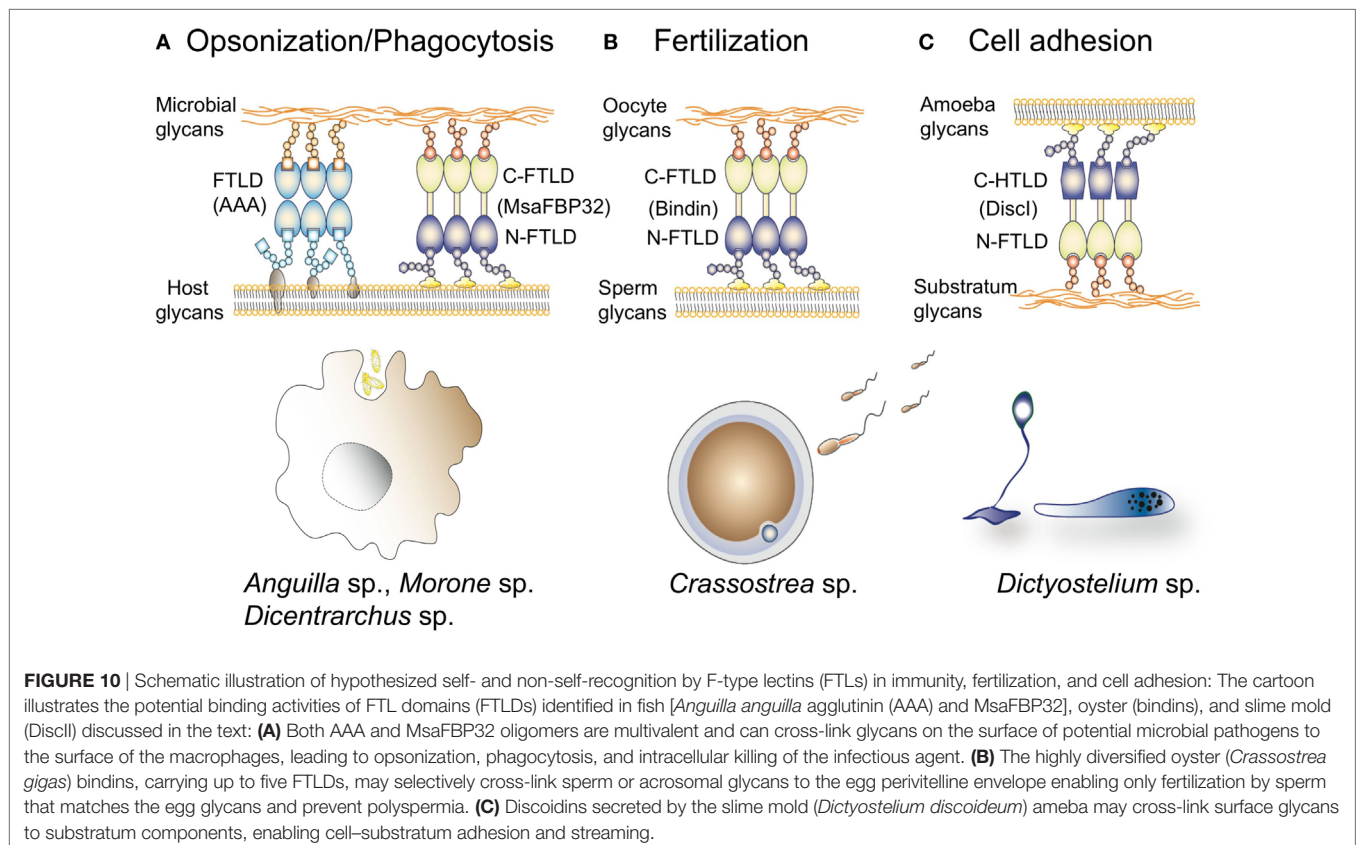 A Opsonization/Phagocytosis
Microbial
glycans
FTLD
(AAA)
C-FTLD
(MsaFBP32)
N-FTLD
Host
glycans
Anguilla sp., Morone sp.
Dicentrarchus sp.
B Fertilization
Oocyte
glycans
C-FTLD
(Bindin)
N-FTLD
Sperm
glycans
Crassostrea sp.
C Cell adhesion
Amoeba
glycans
C-HTLD
(DiscI)
N-FTLD
Substratum
glycans
Dictyostelium sp.
FIGURE 10 | Schematic illustration of hypothesized self- and non-self-recognition by F-type lectins (FTLs) in immunity, fertilization, and cell adhesion: The cartoon
illustrates the potential binding activities of FTL domains (FTLDs) identified in fish [Anguilla anguilla agglutinin (AAA) and MsaFBP32], oyster (bindins), and slime mold
(DiscII) discussed in the text: (A) Both AAA and MsaFBP32 oligomers are multivalent and can cross-link glycans on the surface of potential microbial pathogens to
the surface of the macrophages, leading to opsonization, phagocytosis, and intracellular killing of the infectious agent. (B) The highly diversified oyster (Crassostrea
gigas) bindins, carrying up to five FTLDs, may selectively cross-link sperm or acrosomal glycans to the egg perivitelline envelope enabling only fertilization by sperm
that matches the egg glycans and prevent polyspermia. (C) Discoidins secreted by the slime mold (Dictyostelium discoideum) ameba may cross-link surface glycans
to substratum components, enabling cell–substratum adhesion and streaming.